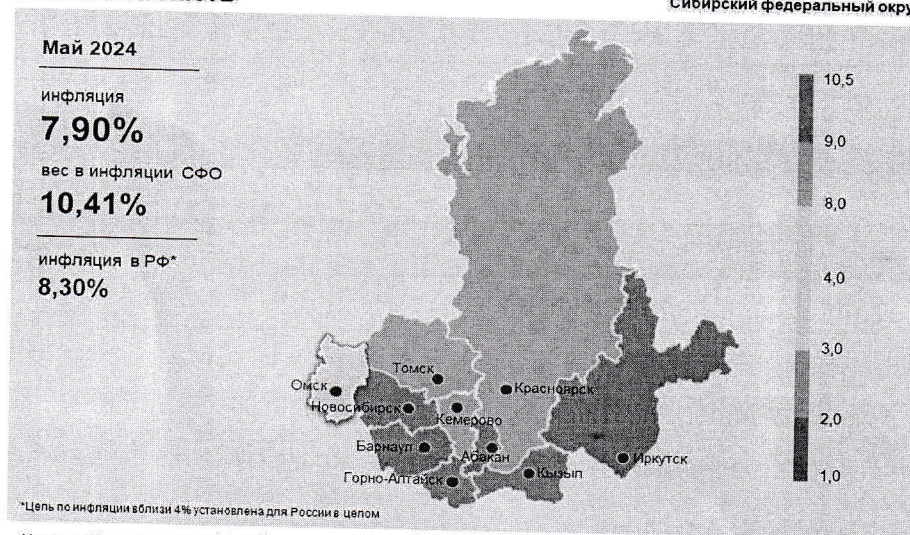 Сибирский федеральный окру
Май 2024
инфляция
7,90%
вес в инфляции СФО
10,41%
инфляция в РФ*
8,30%
10,5
9,0
8,0
4,0
3,0
2,0
1,0
Томск
Омск
Красноярск
Новосибирск
Кемерово
Барнаул
Абакан
Иркутск
Горно-Алтайск
Кызыл
*Цель по инфляции вблизи 4% установлена для России в целом